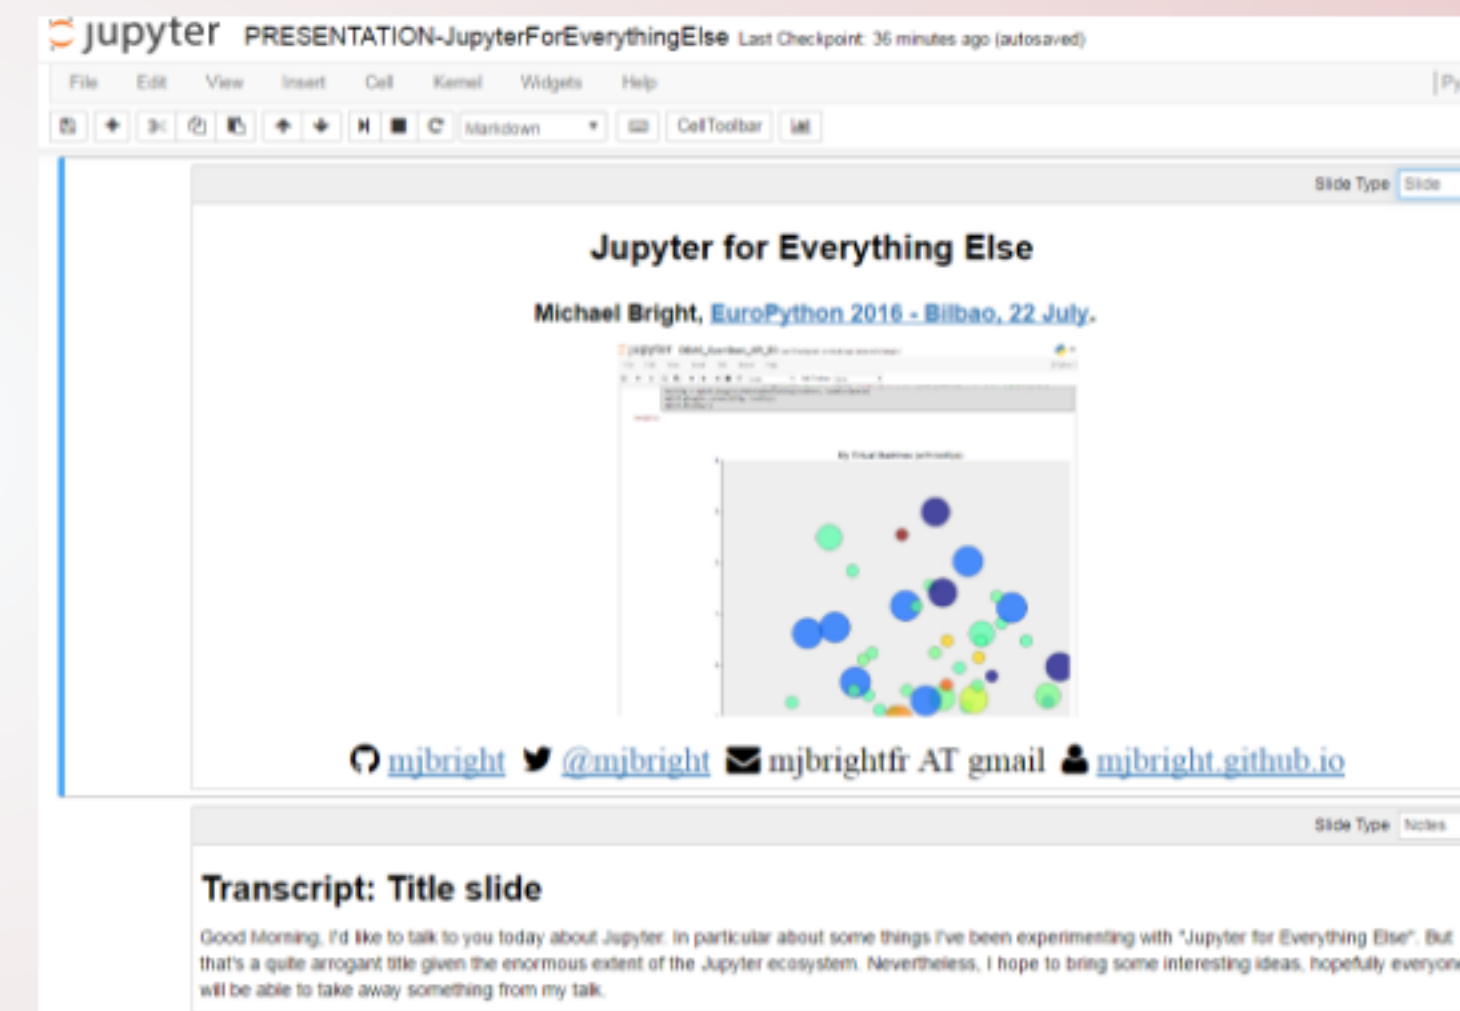 jupyter PRESENTATION-JupyterForEverythingElse Last Checkpoint: 36 minutes ago (autosaved)
File Edit View Insert Cell Kernel Widgets Help Py
Markdown CellToolbar
Slide Type Slide
Jupyter for Everything Else
Michael Bright, EuroPython 2016 - Bilbao, 22 July.
jupyter
My Virtual Machines
mjbright @mjbright mjbrightfr AT gmail mjbright.github.io
Slide Type Notes
Transcript: Title slide
Good Morning, I'd like to talk to you today about Jupyter. In particular about some things I've been experimenting with "Jupyter for Everything Else". But
that's a quite arrogant title given the enormous extent of the Jupyter ecosystem. Nevertheless, I hope to bring some interesting ideas, hopefully everyone
will be able to take away something from my talk.